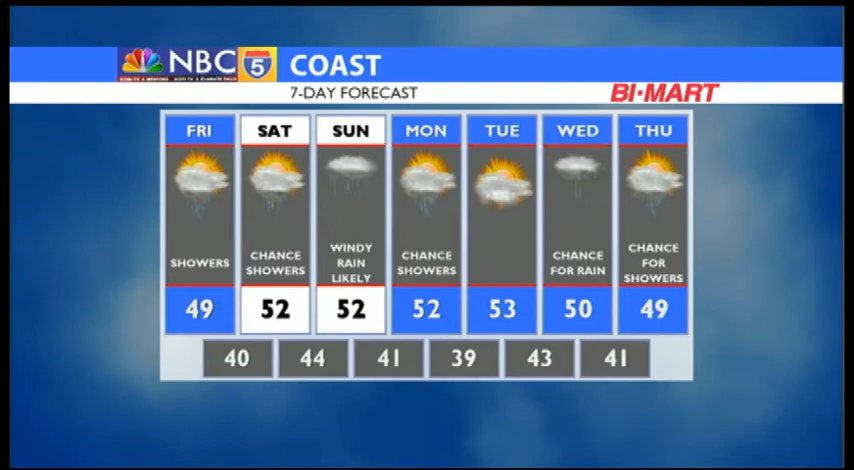 NBC 5 COAST
7-DAY FORECAST BI-MART
FRI SAT SUN MON TUE WED THU
SHOWERS
CHANCE
SHOWERS
WINDY
RAIN
LIKELY
CHANCE
SHOWERS
CHANCE
FOR RAIN
CHANCE
FOR
SHOWERS
49 52 52 52 53 50 49
40 44 41 39 43 41